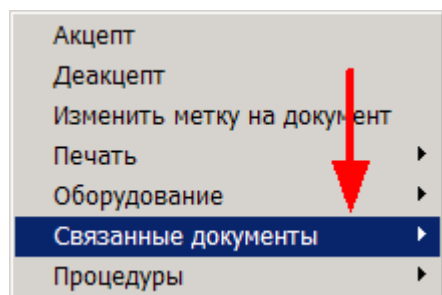 Акцепт
Деакцепт
Изменить метку на документ
Печать
Оборудование
Связанные документы
Процедуры